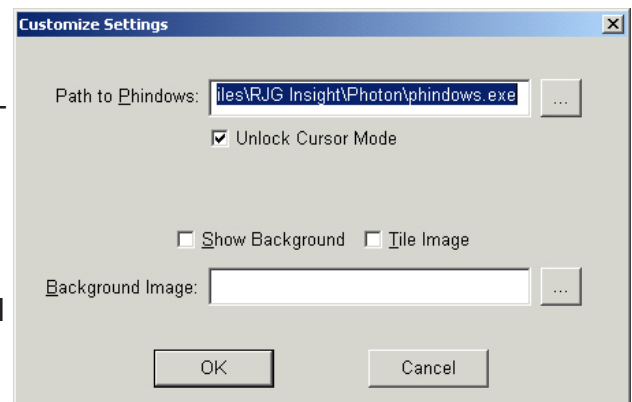 Customize Settings
Path to Phindows: iles\RJG Insight\Photon\phindows.exe ...
Unlock Cursor Mode
Show Background Tile Image
Background Image: ...
OK Cancel